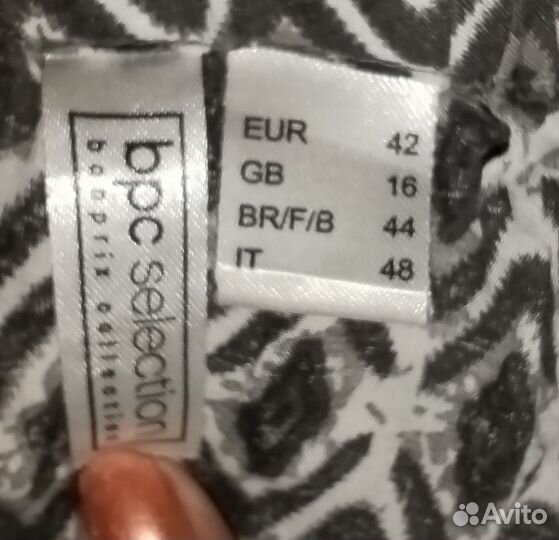 bpc selection
bonprix collection
EUR 42
GB 16
BR/F/B 44
IT 48
Avito